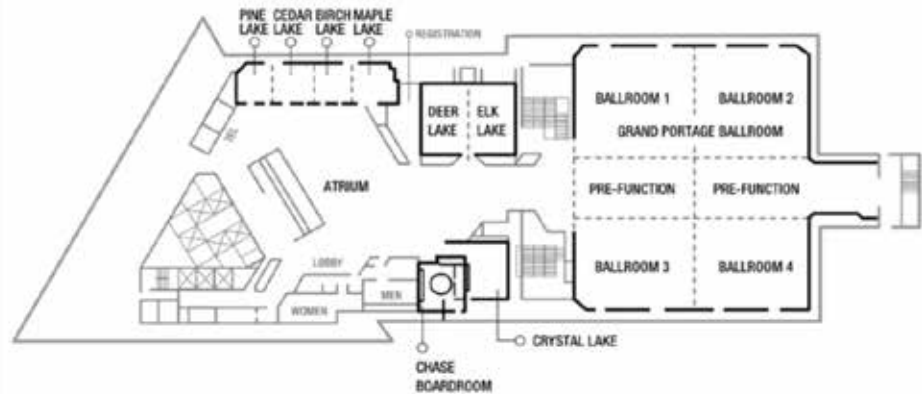 PINE LAKE
CEDAR LAKE
BIRCH LAKE
MAPLE LAKE
REGISTRATION
DEER LAKE
ELK LAKE
BALLROOM 1
BALLROOM 2
GRAND PORTAGE BALLROOM
TEL
ATRIUM
PRE-FUNCTION
PRE-FUNCTION
LOBBY
BALLROOM 3
BALLROOM 4
MEN
WOMEN
CRYSTAL LAKE
CHASE
BOARDROOM